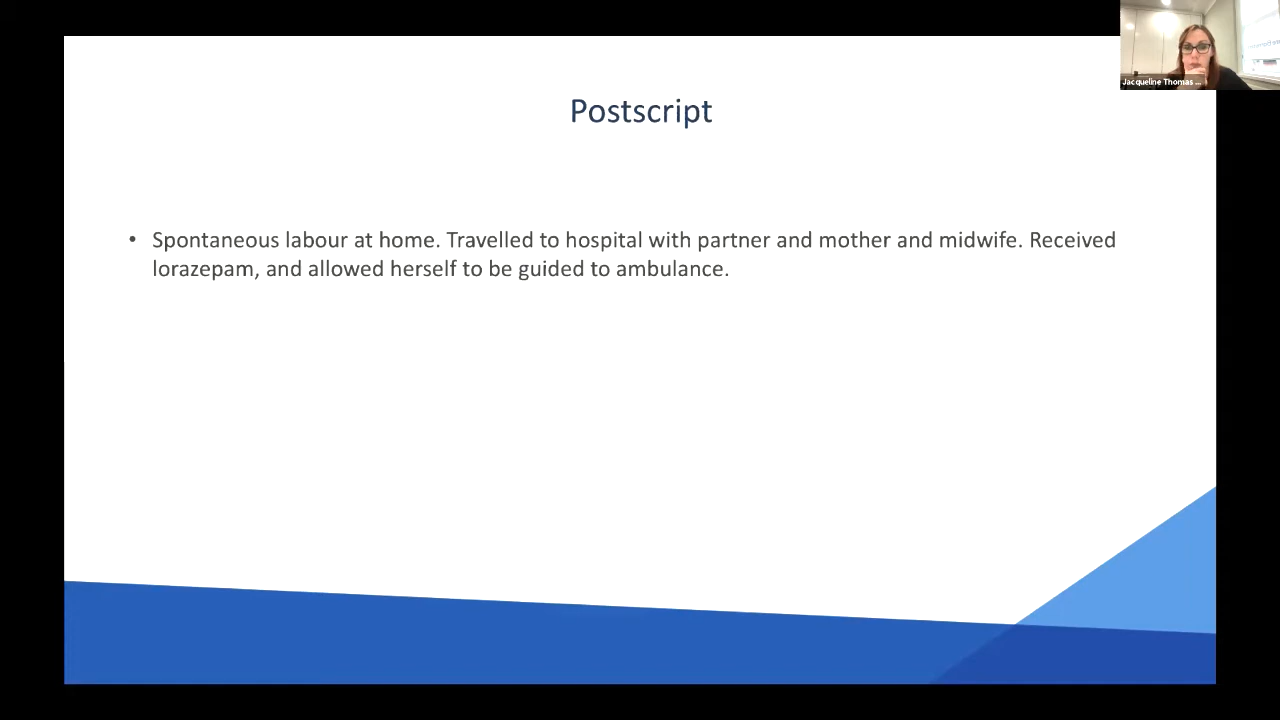 Jacqueline Thomas ...
Postscript
• Spontaneous labour at home. Travelled to hospital with partner and mother and midwife. Received
lorazepam, and allowed herself to be guided to ambulance.